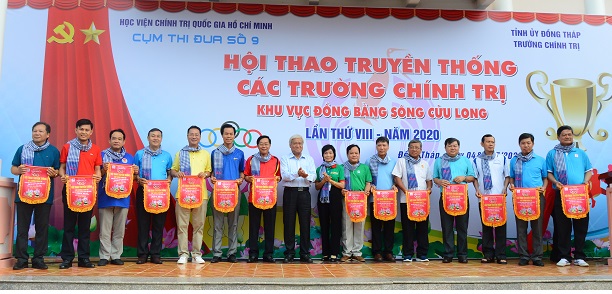 HỌC VIỆN CHÍNH TRỊ QUỐC GIA HỒ CHÍ MINH
CỤM THI ĐUA SỐ 9
TỈNH ỦY ĐỒNG THÁP
TRƯỜNG CHÍNH TRỊ
HỘI THAO TRUYỀN THỐNG
CÁC TRƯỜNG CHÍNH TRỊ
KHU VỰC ĐỒNG BẰNG SÔNG CỬU LONG
LẦN THỨ VIII - NĂM 2020
Tháp,